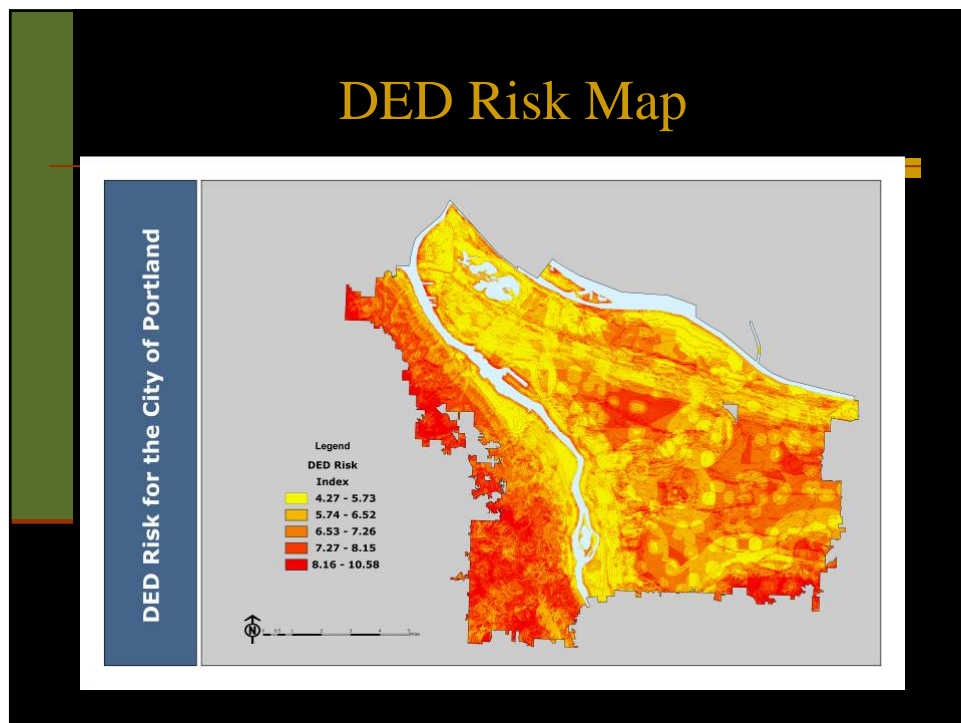 DED Risk Map
DED Risk for the City of Portland
Legend
DED Risk
Index
4.27 - 5.73
5.74 - 6.52
6.53 - 7.26
7.27 - 8.15
8.16 - 10.58
N